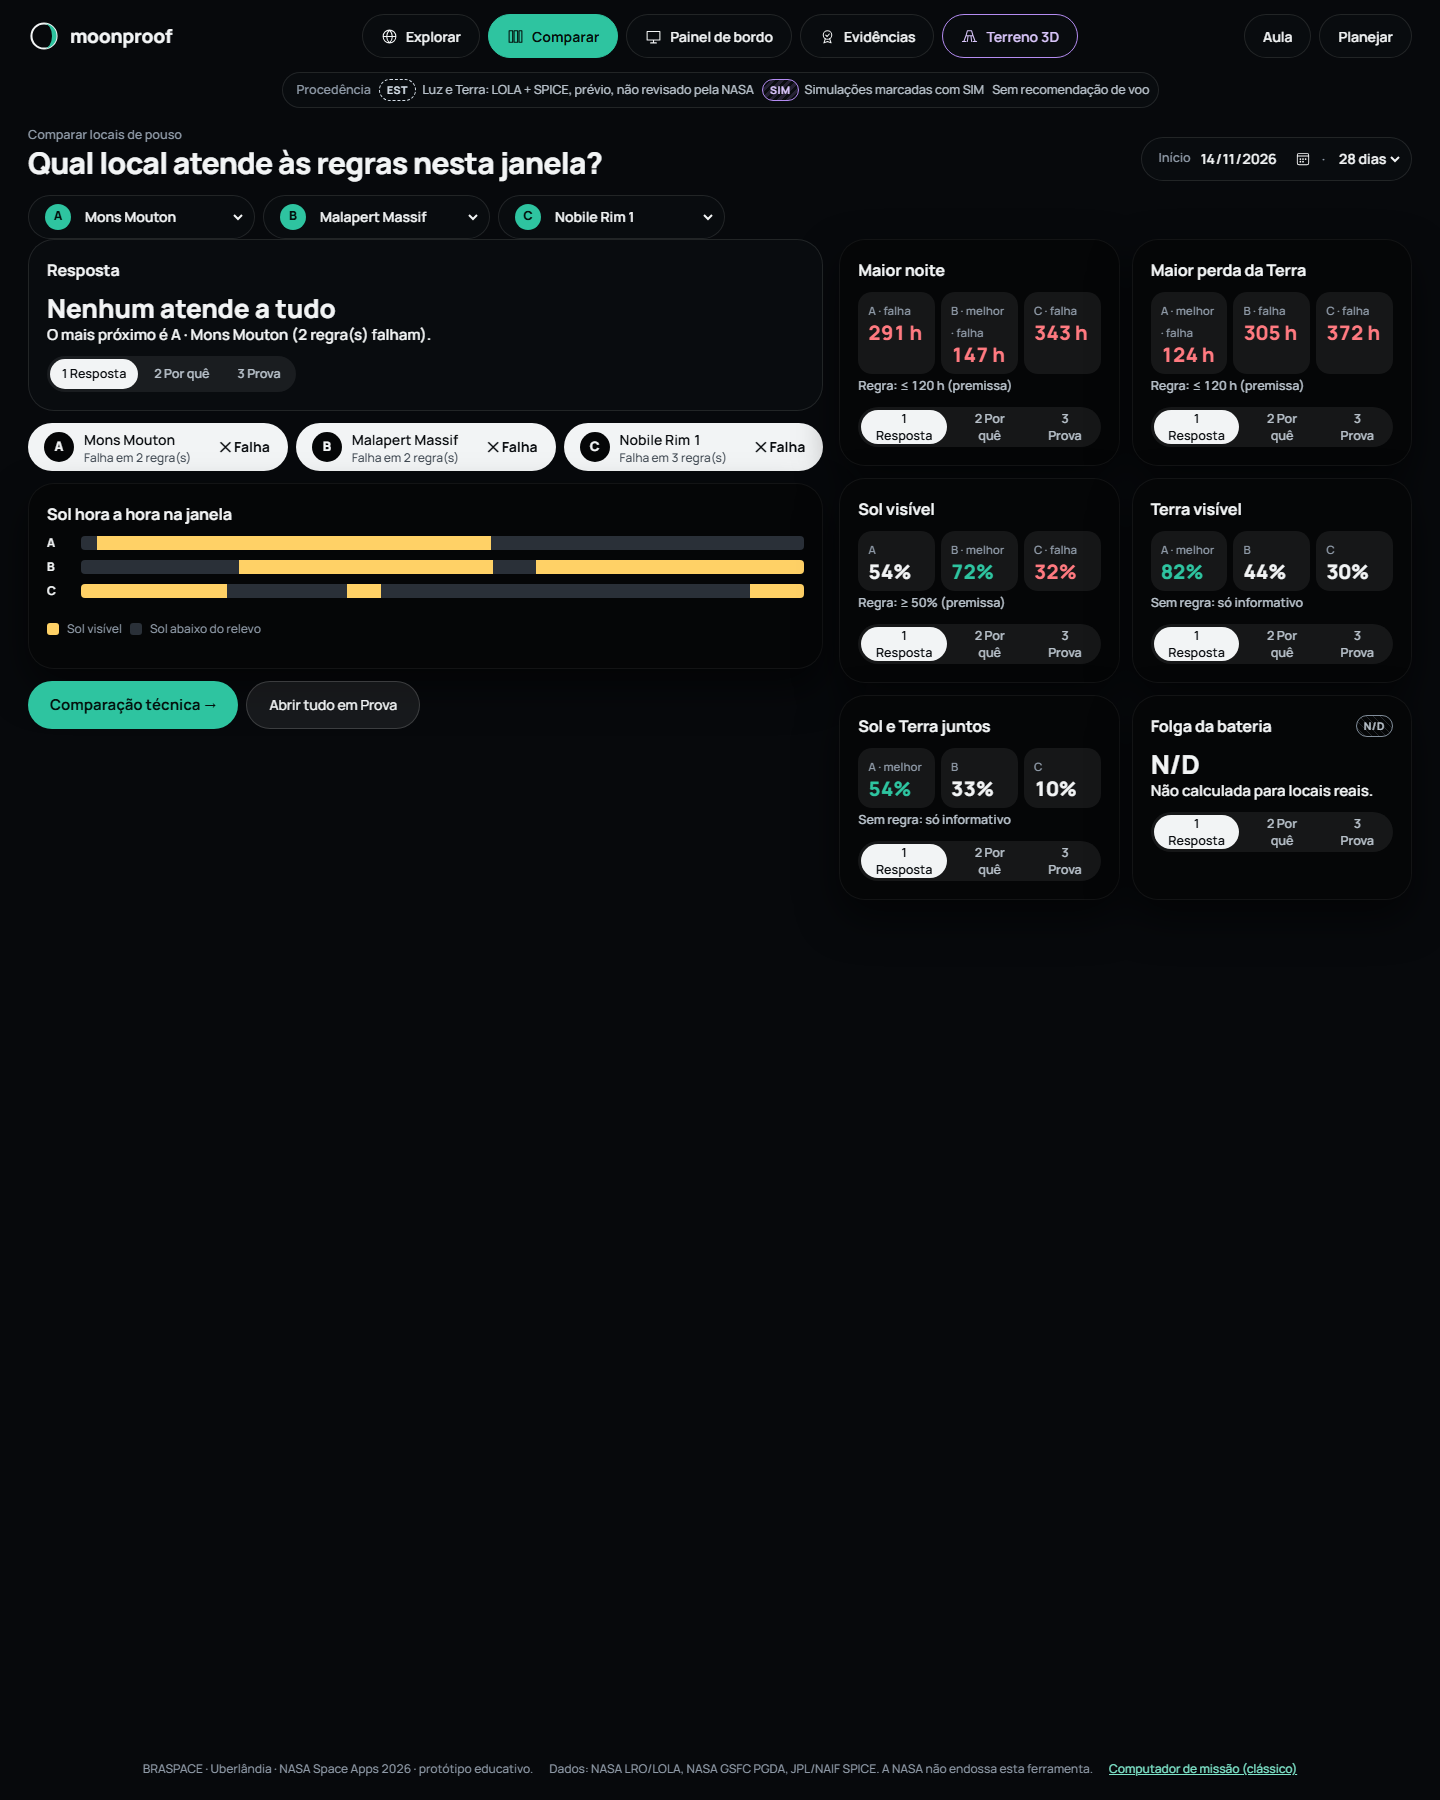 moonproof
Explorar
Comparar
Painel de bordo
Evidências
Terreno 3D
Aula
Planejar
Procedência EST Luz e Terra: LOLA + SPICE, prévio, não revisado pela NASA SIM Simulações marcadas com SIM Sem recomendação de voo
Comparar locais de pouso
Qual local atende às regras nesta janela?
Início 14/11/2026 · 28 dias
A Mons Mouton
B Malapert Massif
C Nobile Rim 1
Resposta
Nenhum atende a tudo
O mais próximo é A · Mons Mouton (2 regra(s) falham).
1 Resposta 2 Por quê 3 Prova
A Mons Mouton
Falha em 2 regra(s)
Falha
B Malapert Massif
Falha em 2 regra(s)
Falha
C Nobile Rim 1
Falha em 3 regra(s)
Falha
Sol hora a hora na janela
A
B
C
Sol visível Sol abaixo do relevo
Comparação técnica →
Abrir tudo em Prova
Maior noite
A · falha
291 h
B · melhor
· falha
147 h
C · falha
343 h
Regra: ≤ 120 h (premissa)
1
Resposta
2 Por
quê
3
Prova
Maior perda da Terra
A · melhor
· falha
124 h
B · falha
305 h
C · falha
372 h
Regra: ≤ 120 h (premissa)
1
Resposta
2 Por
quê
3
Prova
Sol visível
A
54%
B · melhor
72%
C · falha
32%
Regra: ≥ 50% (premissa)
1
Resposta
2 Por
quê
3
Prova
Terra visível
A · melhor
82%
B
44%
C
30%
Sem regra: só informativo
1
Resposta
2 Por
quê
3
Prova
Sol e Terra juntos
A · melhor
54%
B
33%
C
10%
Sem regra: só informativo
1
Resposta
2 Por
quê
3
Prova
Folga da bateria
N/D
N/D
Não calculada para locais reais.
1
Resposta
2 Por
quê
3
Prova
BRASPACE · Uberlândia · NASA Space Apps 2026 · protótipo educativo. Dados: NASA LRO/LOLA, NASA GSFC PGDA, JPL/NAIF SPICE. A NASA não endossa esta ferramenta. Computador de missão (clássico)